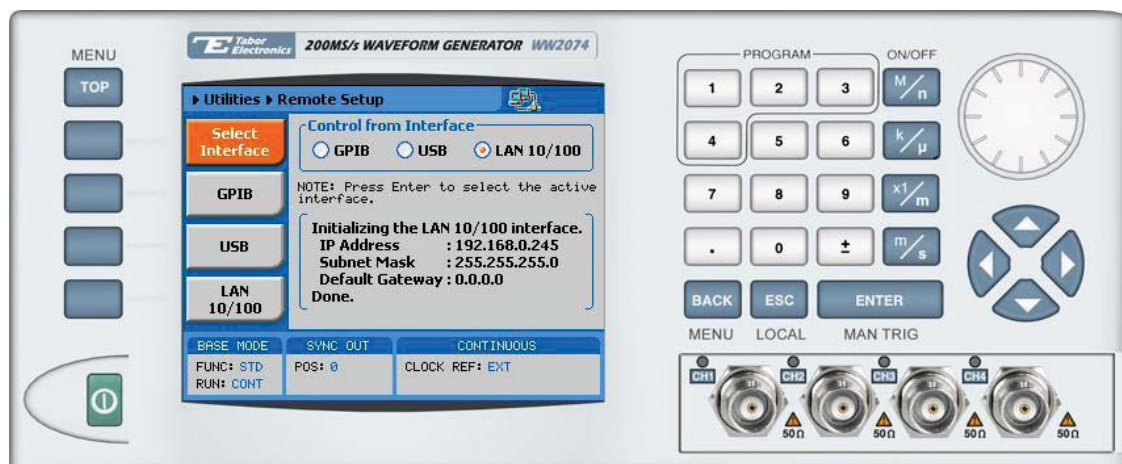 MENU
TOP
Tabor
Electronics
200MS/s WAVEFORM GENERATOR WW2074
Utilities Remote Setup
Select
Interface
GPIB
USB
LAN
10/100
Control from Interface
GPIB USB LAN 10/100
NOTE: Press Enter to select the active
interface.
Initializing the LAN 10/100 interface.
IP Address : 192.168.0.245
Subnet Mask : 255.255.255.0
Default Gateway : 0.0.0.0
Done.
BASE MODE
FUNC: STD
RUN: CONT
SYNC OUT
POS: 0
CONTINUOUS
CLOCK REF: EXT
PROGRAM
ON/OFF
1 2 3 M/n
4 5 6 k/µ
7 8 9 x1/m
. 0 ± m/s
BACK ESC ENTER
MENU LOCAL MAN TRIG
CH1 CH2 CH3 CH4
50Ω 50Ω 50Ω 50Ω